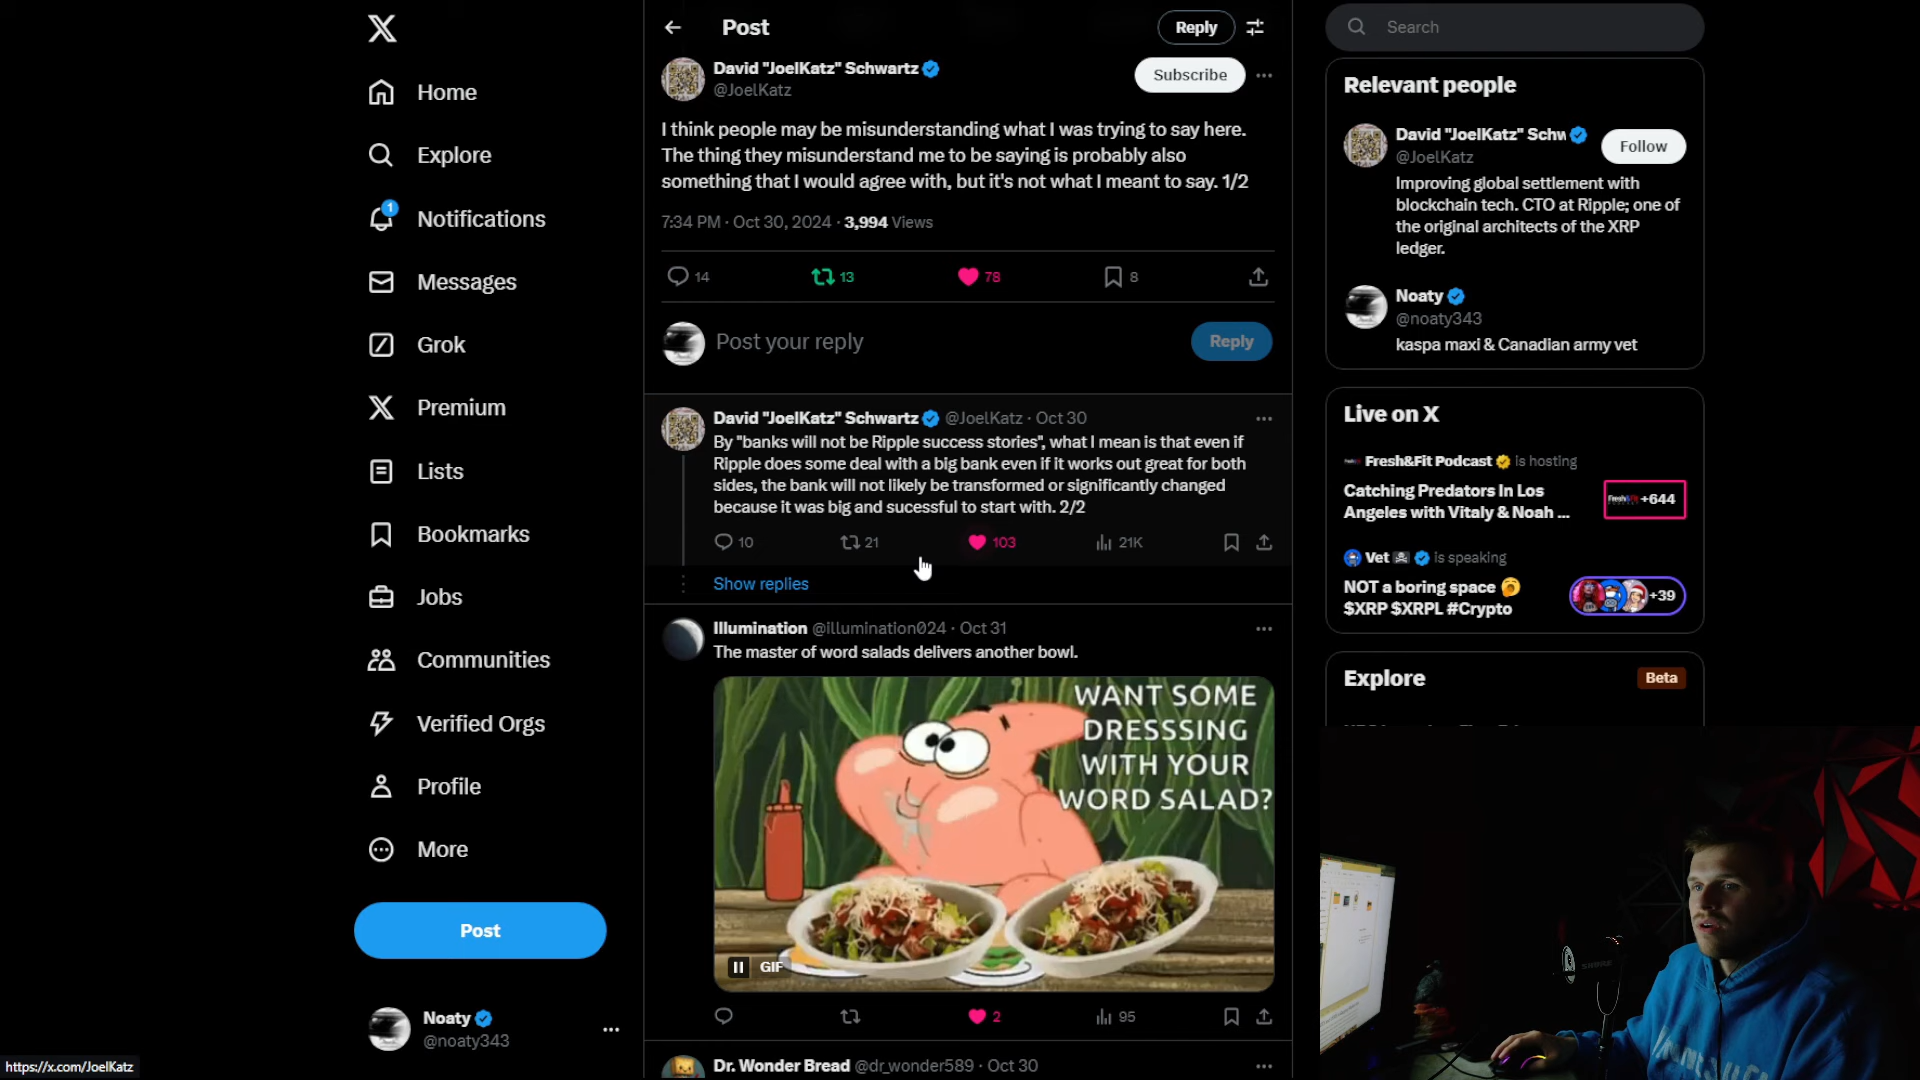 Home
Explore
1
Notifications
Messages
Grok
Premium
Lists
Bookmarks
Jobs
Communities
Verified Orgs
Profile
More
Post
Noaty
@noaty343
https://x.com/JoelKatz
Post
Reply
David "JoelKatz" Schwartz
@JoelKatz
Subscribe
I think people may be misunderstanding what I was trying to say here.
The thing they misunderstand me to be saying is probably also
something that I would agree with, but it's not what I meant to say. 1/2
7:34 PM · Oct 30, 2024 · 3,994 Views
14
13
78
8
Post your reply
Reply
David "JoelKatz" Schwartz @JoelKatz · Oct 30
By "banks will not be Ripple success stories", what I mean is that even if
Ripple does some deal with a big bank even if it works out great for both
sides, the bank will not likely be transformed or significantly changed
because it was big and sucessful to start with. 2/2
10
21
103
21K
Show replies
Illumination @illumination024 · Oct 31
The master of word salads delivers another bowl.
WANT SOME
DRESSSING
WITH YOUR
WORD SALAD?
GIF
2
95
Dr. Wonder Bread @dr_wonder589 · Oct 30
Search
Relevant people
David "JoelKatz" Schw
@JoelKatz
Follow
Improving global settlement with
blockchain tech. CTO at Ripple; one of
the original architects of the XRP
ledger.
Noaty
@noaty343
kaspa maxi & Canadian army vet
Live on X
Fresh&Fit Podcast is hosting
Catching Predators In Los
Angeles with Vitaly & Noah ...
+644
Vet is speaking
NOT a boring space
$XRP $XRPL #Crypto
+39
Explore
Beta